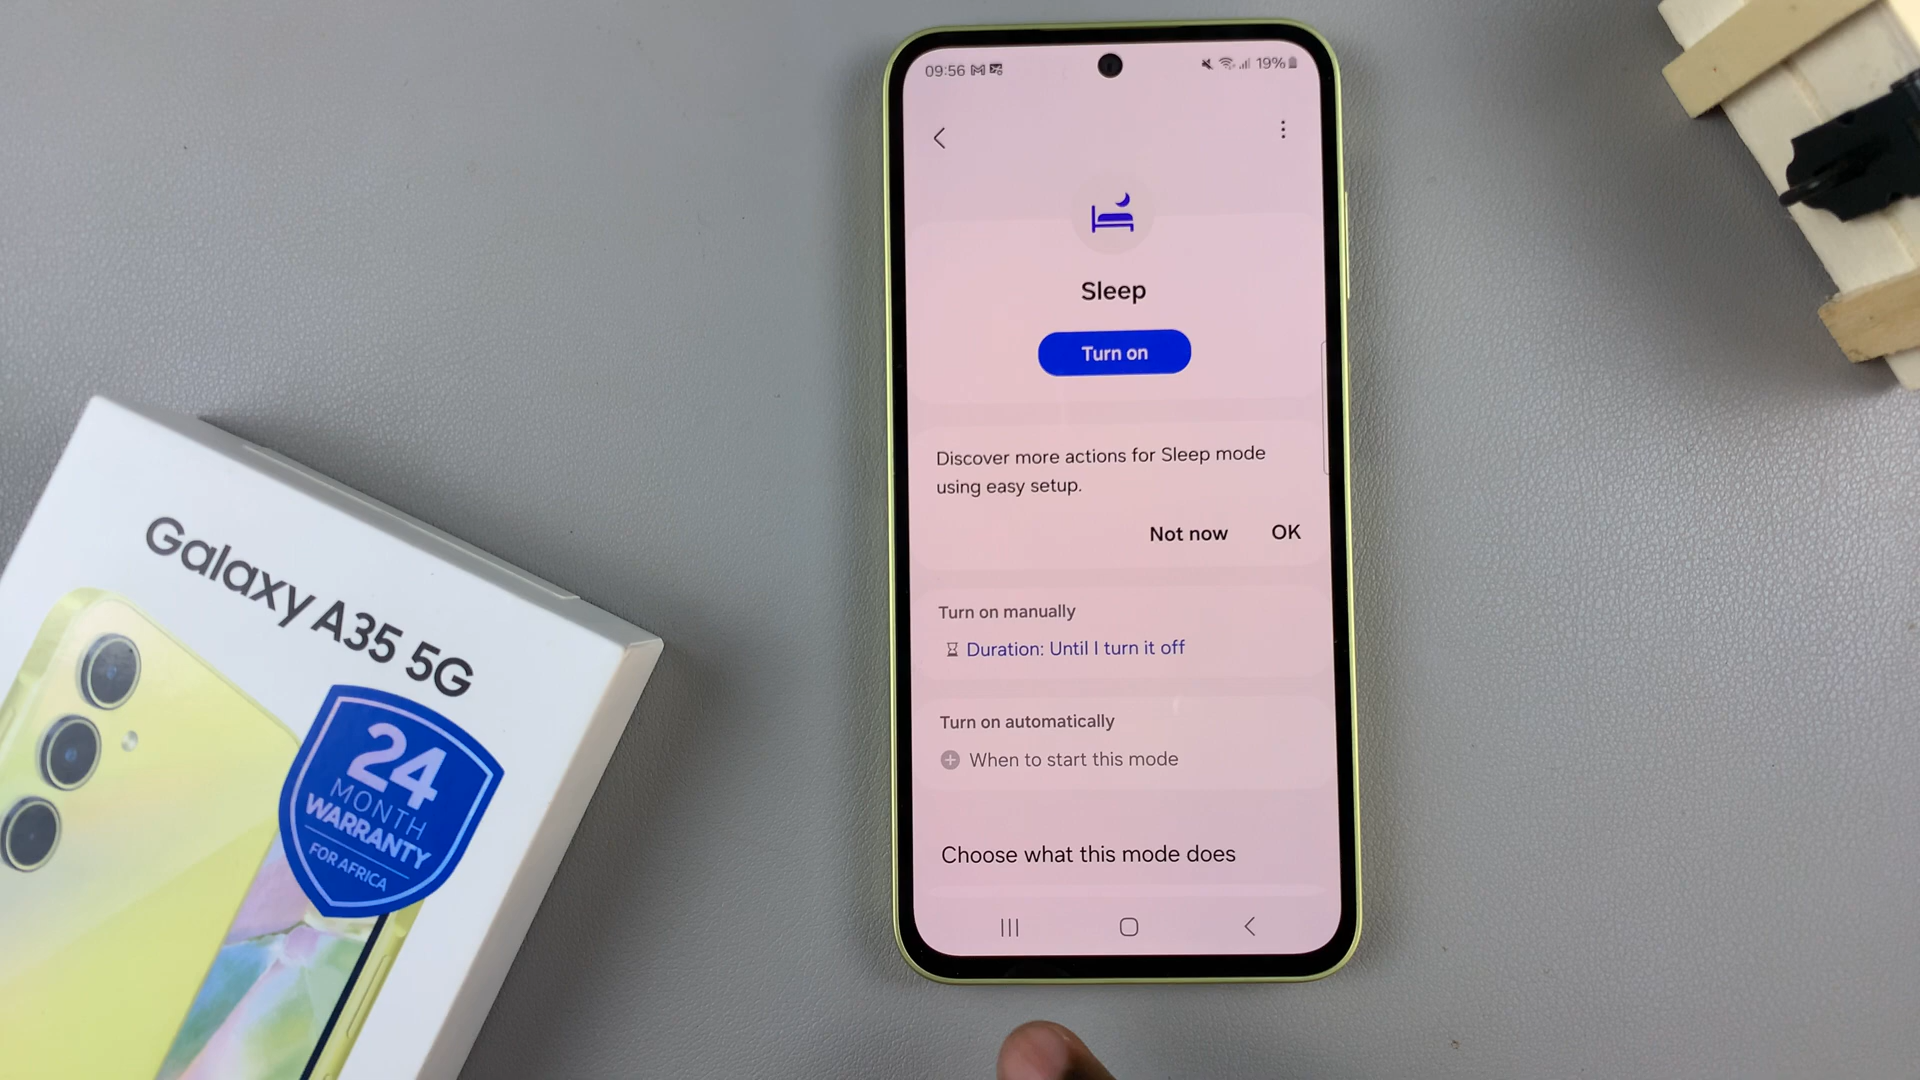 Galaxy A35 5G
24
MONTH
WARRANTY
FOR AFRICA
09:56
19%
Sleep
Turn on
Discover more actions for Sleep mode
using easy setup.
Not now OK
Turn on manually
Duration: Until I turn it off
Turn on automatically
When to start this mode
Choose what this mode does